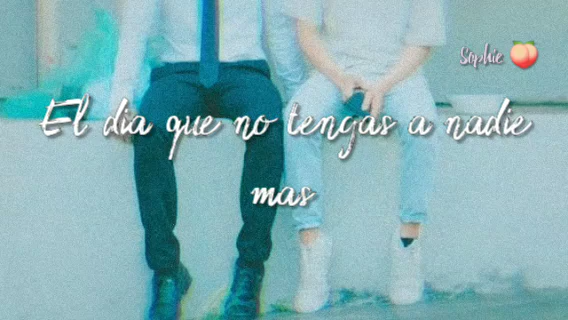 Sophie 🍑
El dia que no tengas a nadie
mas